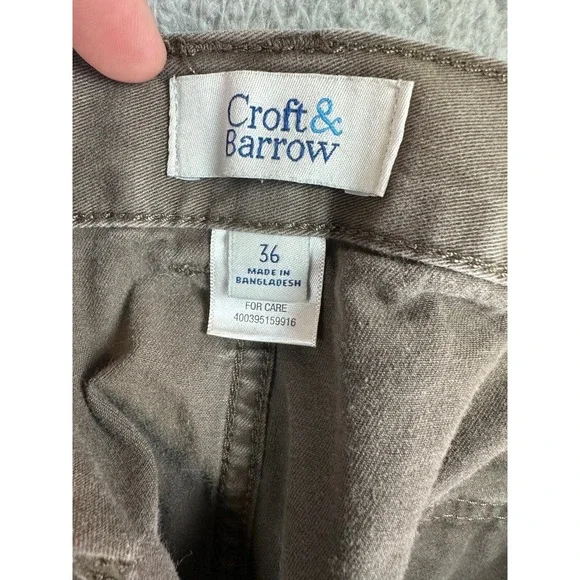 Croft&
Barrow
36
MADE IN
BANGLADESH
FOR CARE
400395159916